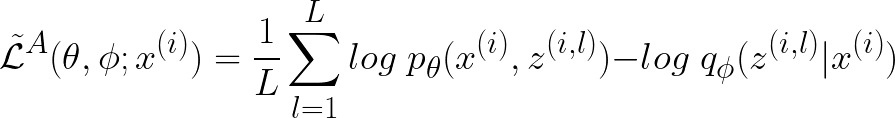 $\tilde{\mathcal{L}}^{A}(\theta, \phi; x^{(i)}) = \frac{1}{L} \sum_{l=1}^{L} log \; p_{\theta}(x^{(i)}, z^{(i,l)}) - log \; q_{\phi}(z^{(i,l)} | x^{(i)})$